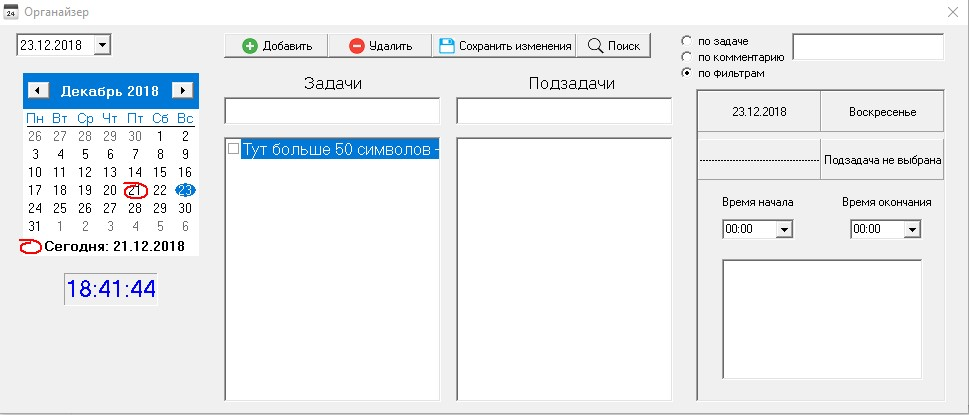 24 Органайзер
23.12.2018
Добавить Удалить Сохранить изменения Поиск
по задаче
по комментарию
по фильтрам
Декабрь 2018
Пн Вт Ср Чт Пт Сб Вс
26 27 28 29 30 1 2
3 4 5 6 7 8 9
10 11 12 13 14 15 16
17 18 19 20 21 22 23
24 25 26 27 28 29 30
31 1 2 3 4 5 6
Сегодня: 21.12.2018
18:41:44
Задачи
Тут больше 50 символов -
Подзадачи
23.12.2018 Воскресенье
Подзадача не выбрана
Время начала Время окончания
00:00 00:00